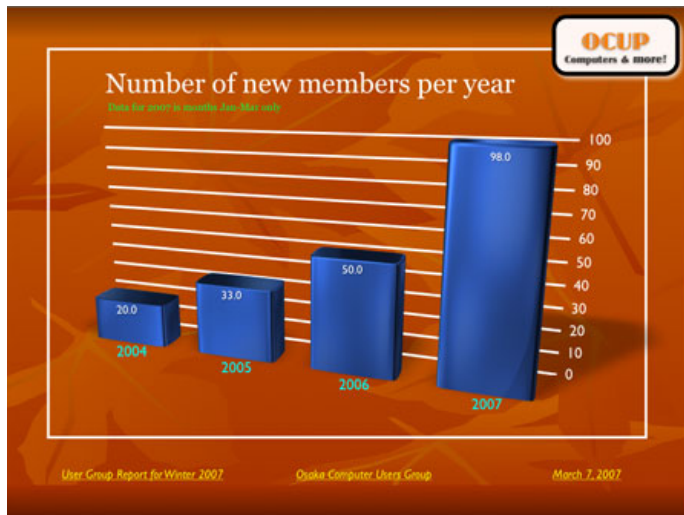 OCUP
Computers & more!
Number of new members per year
Data for 2007 is months Jan-Mar only
100
90
80
70
60
50
40
30
20
10
0
20.0
33.0
50.0
98.0
2004
2005
2006
2007
User Group Report for Winter 2007
Osaka Computer Users Group
March 7, 2007